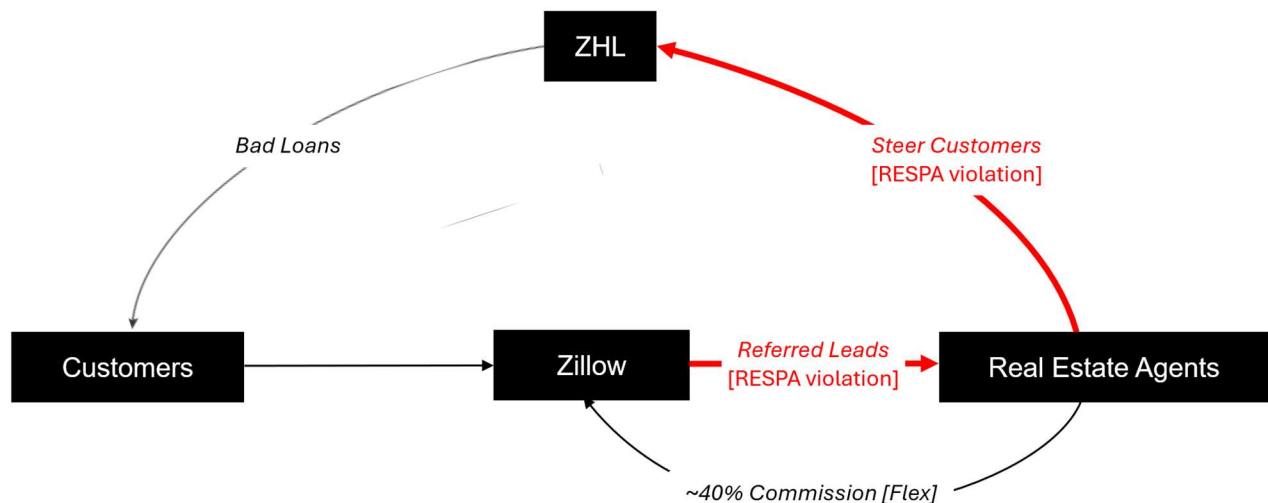 ZHL
Bad Loans
Steer Customers
[RESPA violation]
Customers
Zillow
Referred Leads
[RESPA violation]
Real Estate Agents
~40% Commission [Flex]